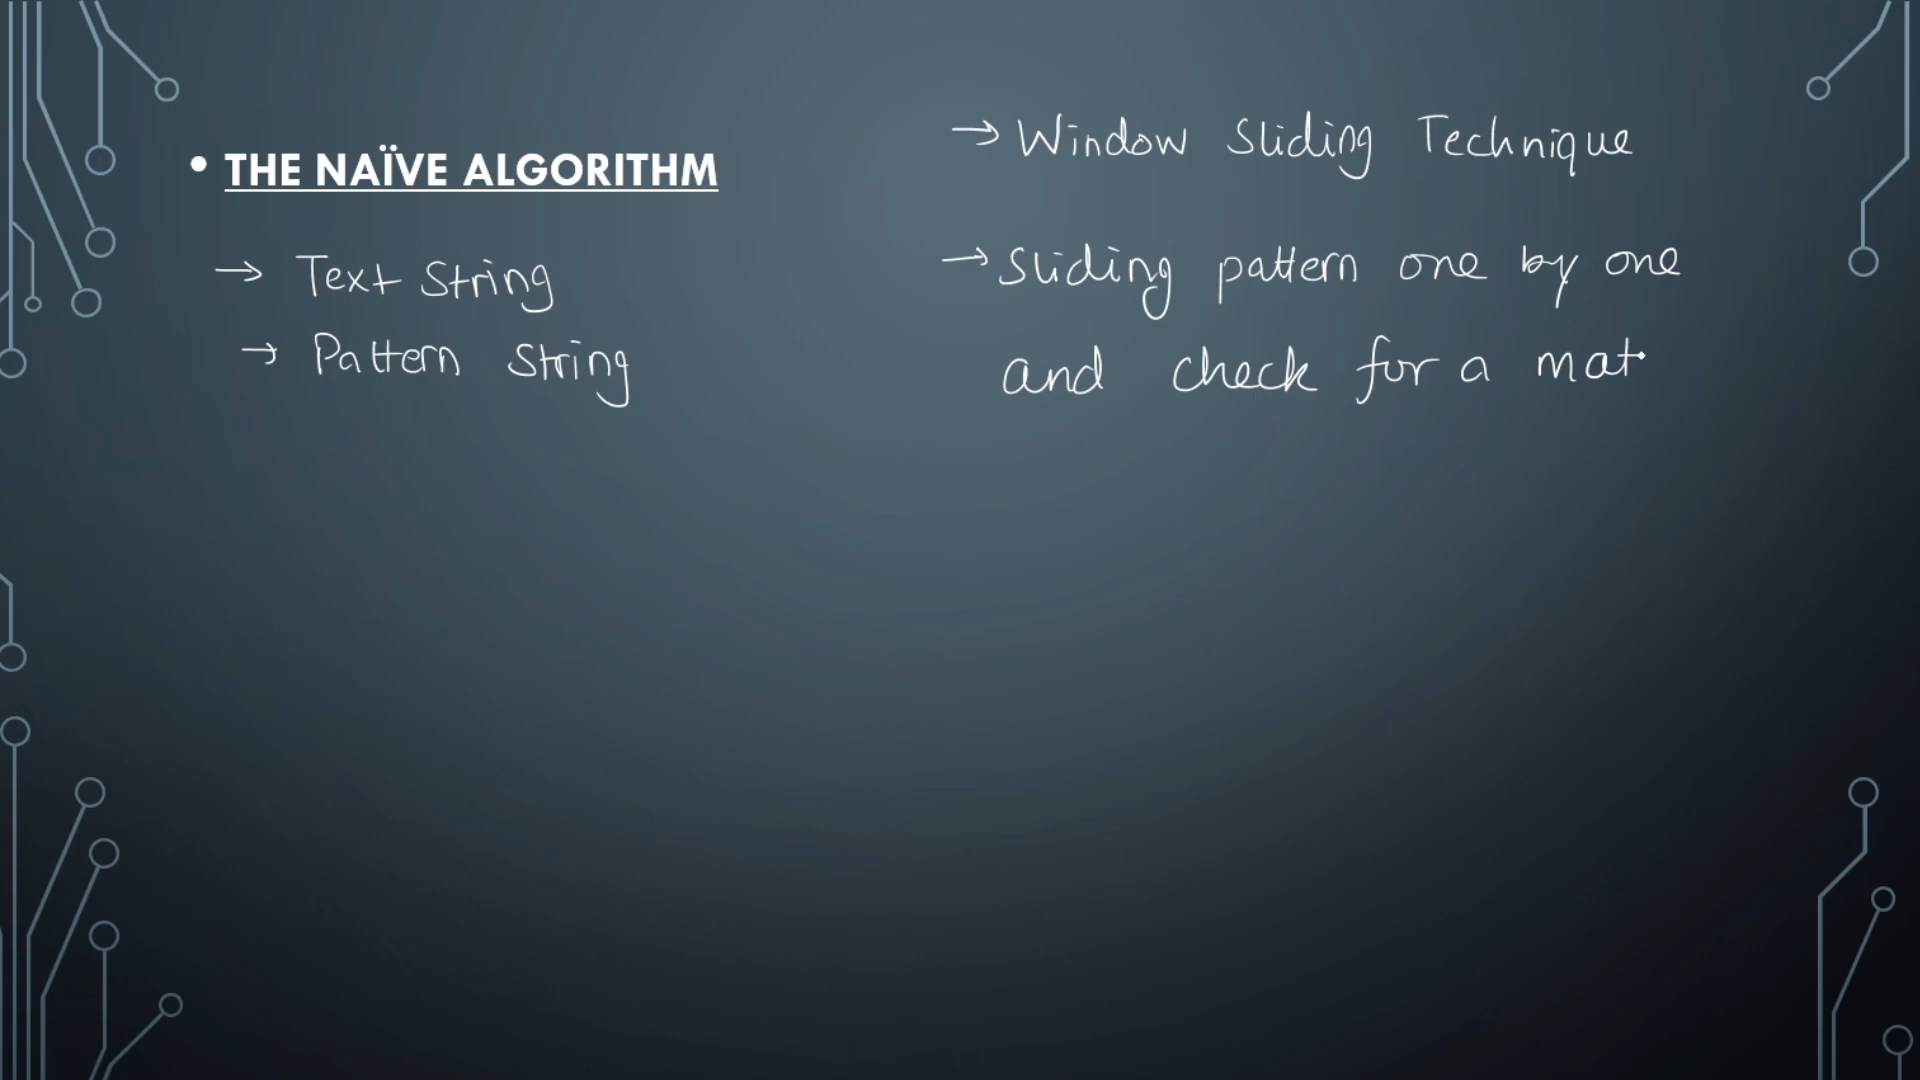 • THE NAÏVE ALGORITHM
→ Text String
→ Pattern String
→ Window Sliding Technique
→ Sliding pattern one by one
and check for a mat